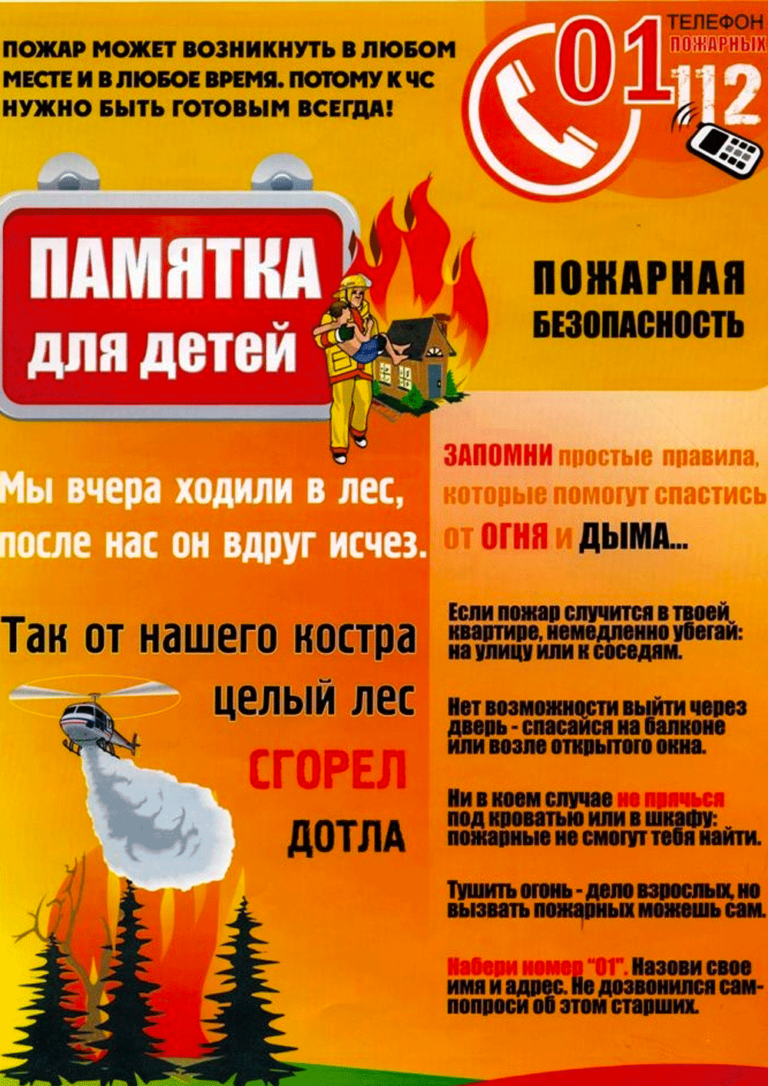 ПОЖАР МОЖЕТ ВОЗНИКНУТЬ В ЛЮБОМ
МЕСТЕ И В ЛЮБОЕ ВРЕМЯ. ПОТОМУ К ЧС
НУЖНО БЫТЬ ГОТОВЫМ ВСЕГДА!
01
ТЕЛЕФОН
ПОЖАРНЫХ
112
ПАМЯТКА
для детей
ПОЖАРНАЯ
БЕЗОПАСНОСТЬ
Мы вчера ходили в лес,
после нас он вдруг исчез.
Так от нашего костра
целый лес
СГОРЕЛ
ДОТЛА
ЗАПОМНИ простые правила,
которые помогут спастись
от ОГНЯ и ДЫМА...
Если пожар случится в твоей
квартире, немедленно убегай:
на улицу или к соседям.
Нет возможности выйти через
дверь - спасайся на балконе
или возле открытого окна.
Ни в коем случае не прячься
под кроватью или в шкафу:
пожарные не смогут тебя найти.
Тушить огонь - дело взрослых, но
вызвать пожарных можешь сам.
Набери номер "01". Назови свое
имя и адрес. Не дозвонился сам-
попроси об этом старших.